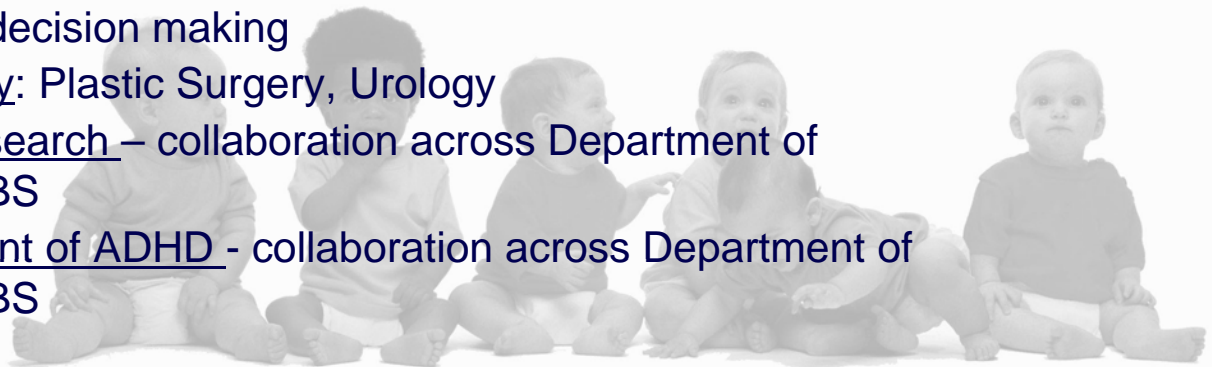 decision making
y: Plastic Surgery, Urology
search – collaboration across Department of
BS
nt of ADHD - collaboration across Department of
BS